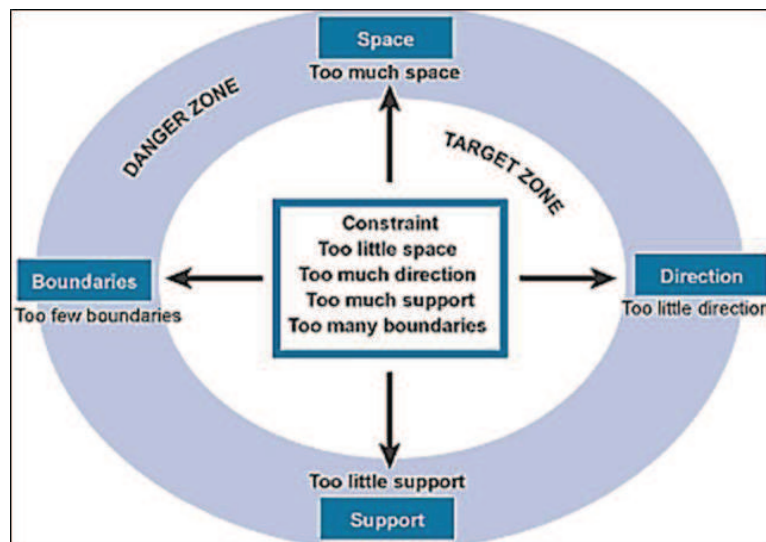 Space
Too much space
DANGER ZONE
TARGET ZONE
Constraint
Too little space
Too much direction
Too much support
Too many boundaries
Boundaries
Too few boundaries
Direction
Too little direction
Too little support
Support